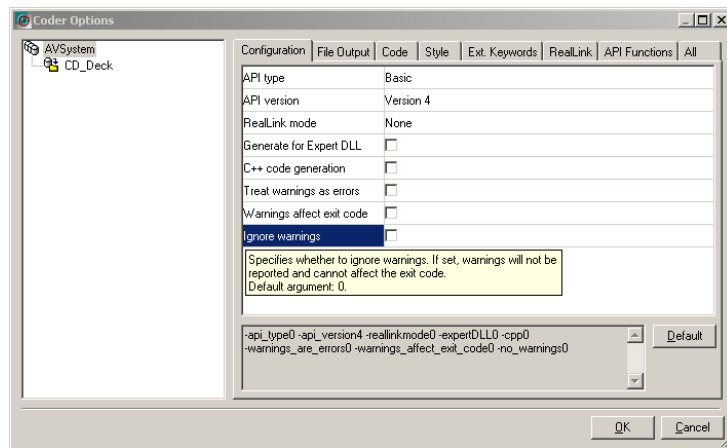 Coder Options
AVSystem
CD_Deck
Configuration File Output Code Style Ext. Keywords RealLink API Functions All
API type Basic
API version Version 4
RealLink mode None
Generate for Expert DLL
C++ code generation
Treat warnings as errors
Warnings affect exit code
Ignore warnings
Specifies whether to ignore warnings. If set, warnings will not be
reported and cannot affect the exit code.
Default argument: 0.
-api_type0 -api_version4 -reallinkmode0 -expertDLL0 -cpp0
-warnings_are_errors0 -warnings_affect_exit_code0 -no_warnings0
Default
OK Cancel